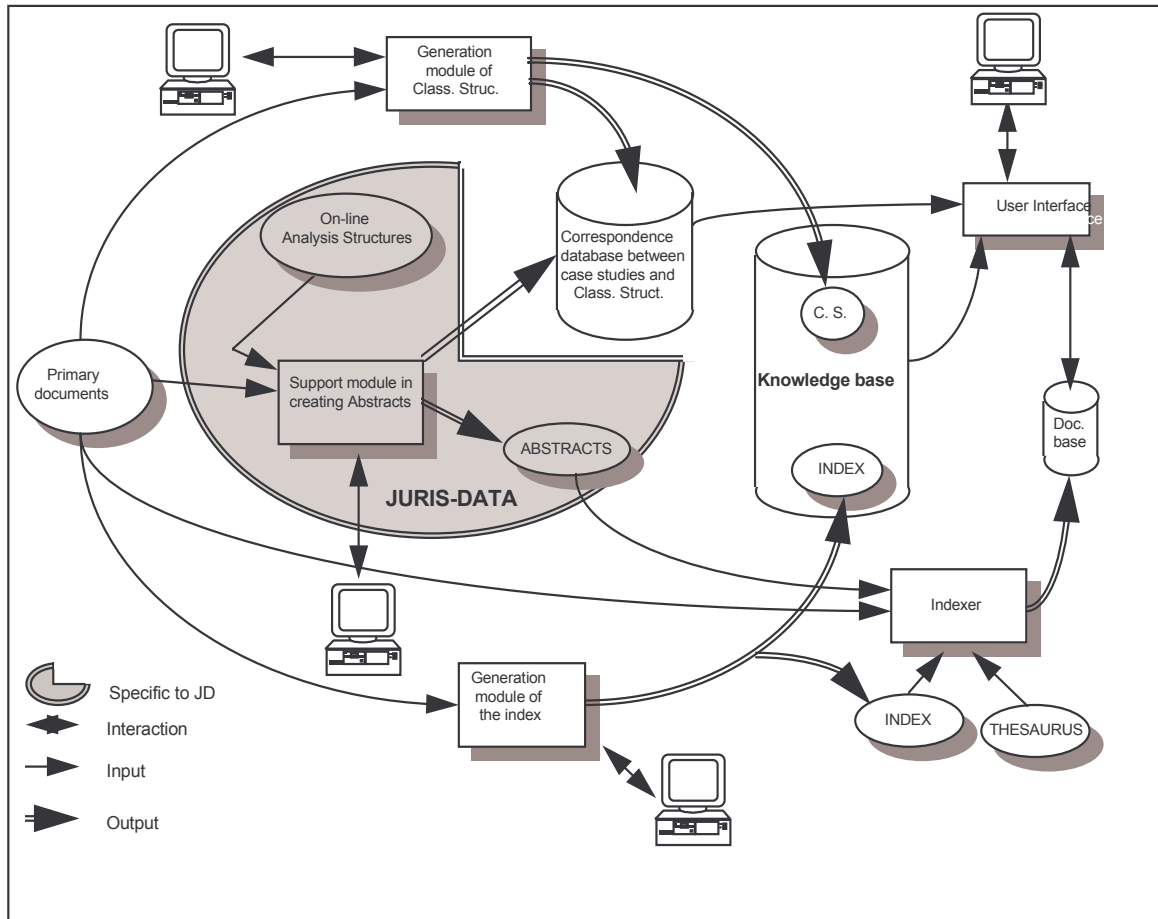 Generation
module of
Class. Struc.
On-line
Analysis Structures
Correspondence
database between
case studies and
Class. Struct.
User Interface
ce
C. S.
Primary
documents
Support module in
creating Abstracts
Knowledge base
Doc.
base
ABSTRACTS
INDEX
JURIS-DATA
Indexer
Specific to JD
Generation
module of
the index
Interaction
INDEX
THESAURUS
Input
Output